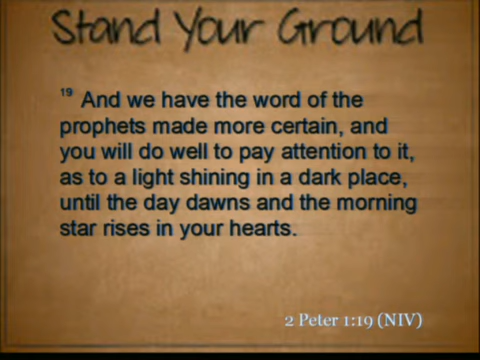 Stand Your Ground
19 And we have the word of the
prophets made more certain, and
you will do well to pay attention to it,
as to a light shining in a dark place,
until the day dawns and the morning
star rises in your hearts.
2 Peter 1:19 (NIV)